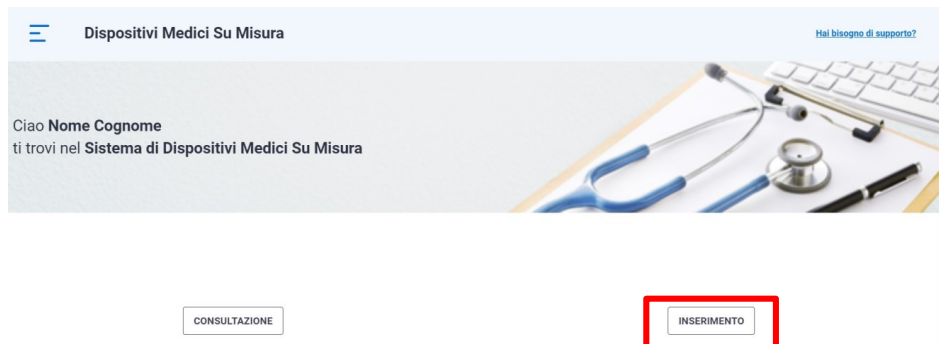 Dispositivi Medici Su Misura
Hai bisogno di supporto?
Ciao Nome Cognome
ti trovi nel Sistema di Dispositivi Medici Su Misura
CONSULTAZIONE
INSERIMENTO